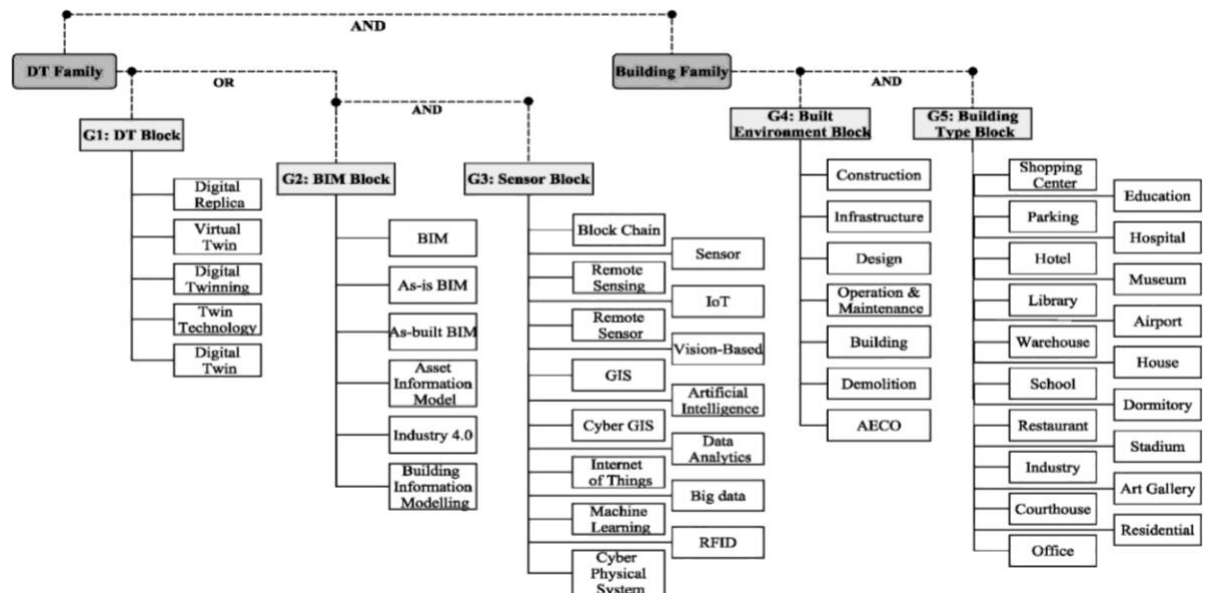 AND
DT Family
Building Family
OR
AND
AND
G1: DT Block
G2: BIM Block
G3: Sensor Block
G4: Built
Environment Block
G5: Building
Type Block
Digital
Replica
Virtual
Twin
Digital
Twinning
Twin
Technology
Digital
Twin
BIM
As-is BIM
As-built BIM
Asset
Information
Model
Industry 4.0
Building
Information
Modelling
Block Chain
Sensor
Remote
Sensing
IoT
Remote
Sensor
Vision-Based
GIS
Artificial
Intelligence
Cyber GIS
Data
Analytics
Internet
of Things
Big data
Machine
Learning
RFID
Cyber
Physical
System
Construction
Infrastructure
Design
Operation &
Maintenance
Building
Demolition
AECO
Shopping
Center
Education
Parking
Hospital
Hotel
Museum
Library
Airport
Warehouse
House
School
Dormitory
Restaurant
Stadium
Industry
Art Gallery
Courthouse
Residential
Office